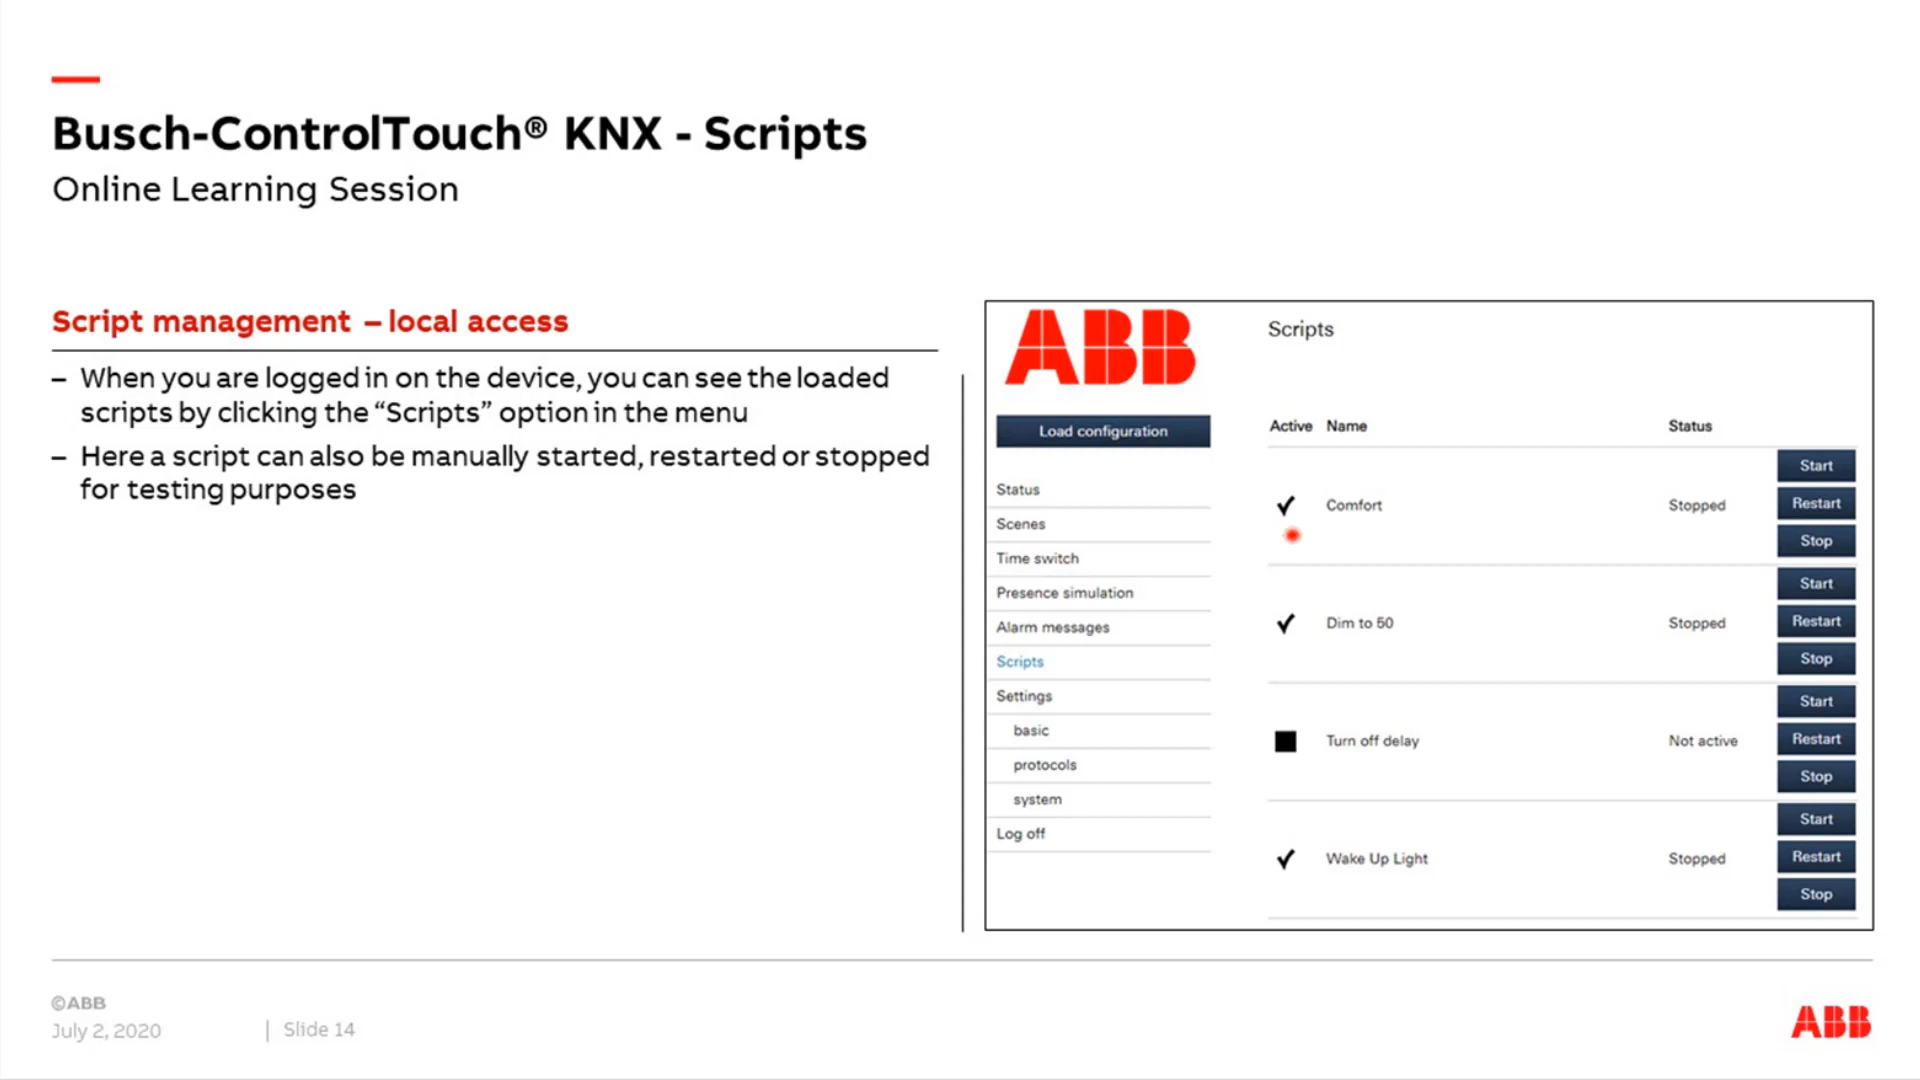 Busch-ControlTouch® KNX - Scripts
Online Learning Session
Script management – local access
– When you are logged in on the device, you can see the loaded
scripts by clicking the “Scripts” option in the menu
– Here a script can also be manually started, restarted or stopped
for testing purposes
ABB
Load configuration
Status
Scenes
Time switch
Presence simulation
Alarm messages
Scripts
Settings
basic
protocols
system
Log off
Scripts
Active Name Status
Comfort Stopped
Start
Restart
Stop
Dim to 50 Stopped
Start
Restart
Stop
Turn off delay Not active
Start
Restart
Stop
Wake Up Light Stopped
Start
Restart
Stop
©ABB
July 2, 2020 | Slide 14
ABB